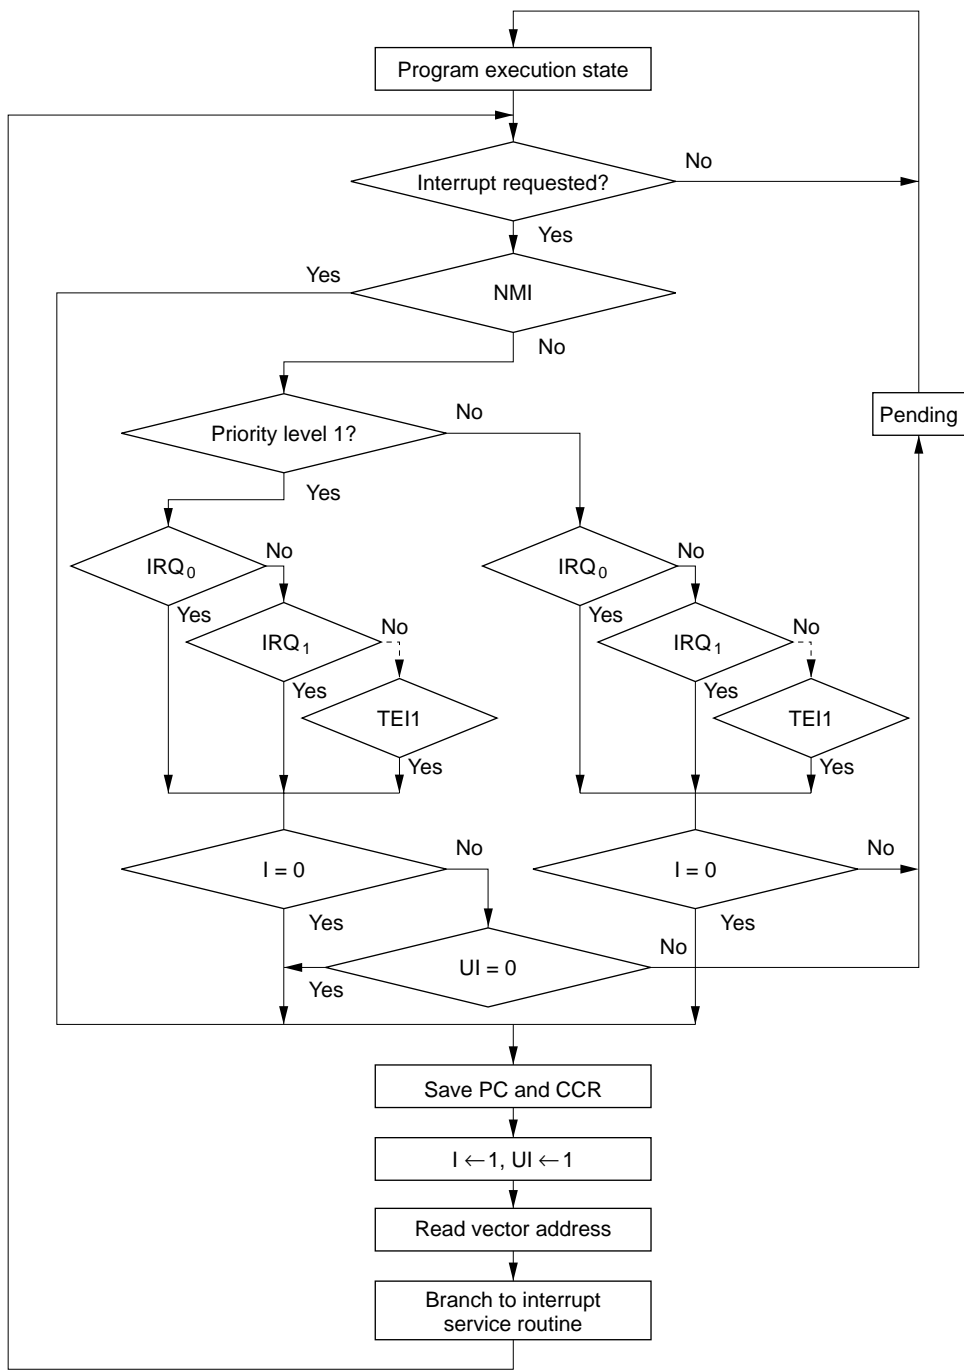 Program execution state
Interrupt requested?
No
Yes
Yes
NMI
No
Pending
Priority level 1?
No
Yes
IRQ0
No
Yes
IRQ1
No
Yes
TEI1
Yes
IRQ0
No
Yes
IRQ1
No
Yes
TEI1
Yes
I = 0
No
Yes
I = 0
No
Yes
UI = 0
No
Yes
Save PC and CCR
I ←1, UI ←1
Read vector address
Branch to interrupt
service routine